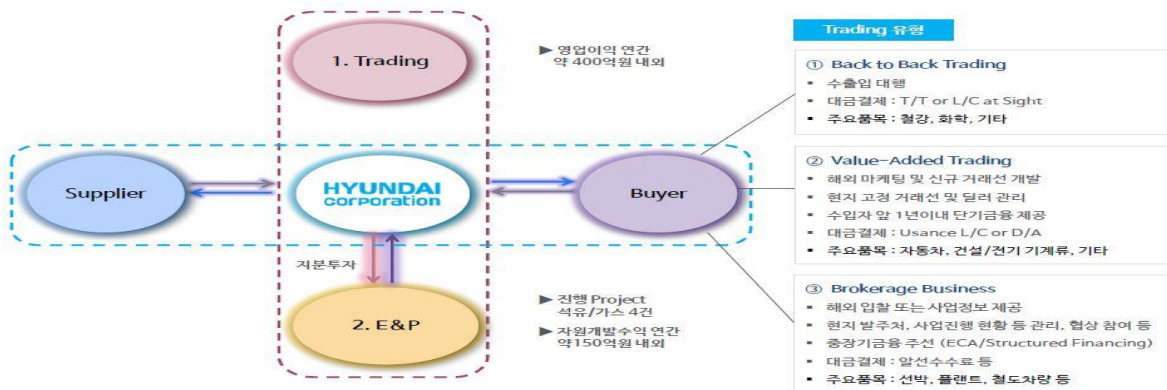 1. Trading
▶ 영업이익 연간
약 400억원 내외
Supplier
HYUNDAI
corporation
Buyer
지분투자
2. E&P
▶ 진행 Project
석유/가스 4건
▶ 자원개발수익 연간
약150억원 내외
Trading 유형
① Back to Back Trading
▪ 수출입 대행
▪ 대금결제 : T/T or L/C at Sight
▪ 주요품목 : 철강, 화학, 기타
② Value-Added Trading
▪ 해외 마케팅 및 신규 거래선 개발
▪ 현지 고정 거래선 및 딜러 관리
▪ 수입자 앞 1년이내 단기금융 제공
▪ 대금결제 : Usance L/C or D/A
▪ 주요품목 : 자동차, 건설/전기 기계류, 기타
③ Brokerage Business
▪ 해외 입찰 또는 사업정보 제공
▪ 현지 발주처, 사업진행 현황 등 관리, 협상 참여 등
▪ 중장기금융 주선 (ECA/Structured Financing)
▪ 대금결제 : 알선수수료 등
▪ 주요품목 : 선박, 플랜트, 철도차량 등